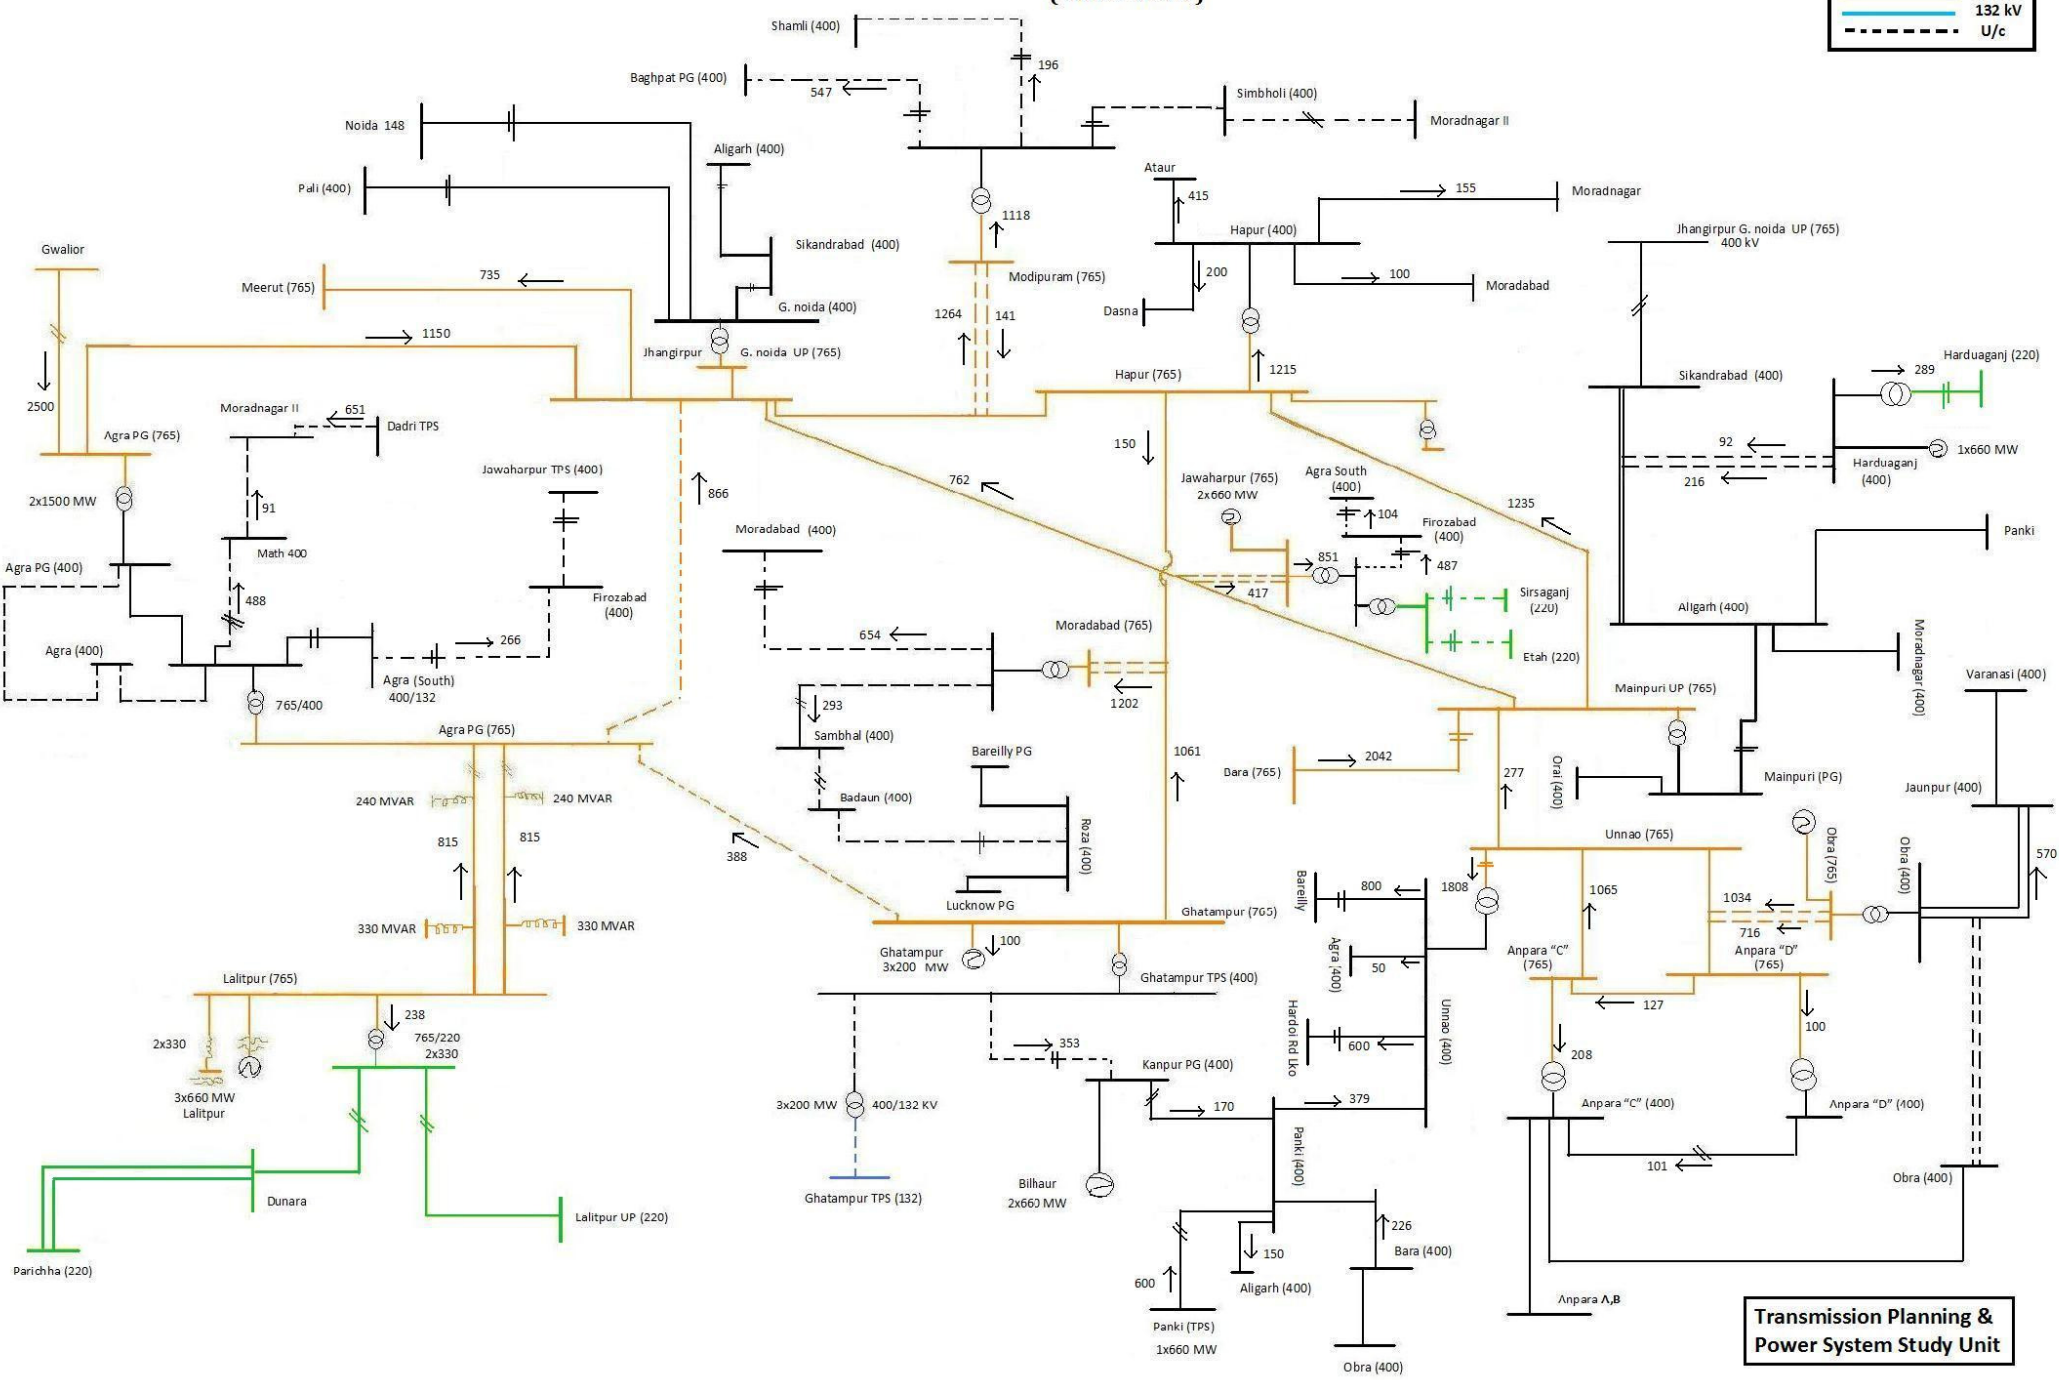 132 kV
U/c
Shamli (400)
196
Baghpat PG (400)
547
Simbholi (400)
Moradnagar II
Noida 148
Aligarh (400)
Pali (400)
Ataur
415
155
Moradnagar
1118
Hapur (400)
Jhangirpur G. noida UP (765)
400 kV
Gwalior
Sikandrabad (400)
735
Meerut (765)
Modipuram (765)
200
100
Moradabad
G. noida (400)
Dasna
1264
141
1150
Jhangirpur
G. noida UP (765)
Harduaganj (220)
289
Hapur (765)
1215
Sikandrabad (400)
2500
Moradnagar II
651
Dadri TPS
Agra PG (765)
150
92
1x660 MW
Harduaganj
(400)
216
Jawaharpur TPS (400)
762
Jawaharpur (765)
2x660 MW
Agra South
(400)
866
2x1500 MW
91
1235
104
Firozabad
(400)
Moradabad (400)
Panki
Math 400
851
487
Agra PG (400)
488
Firozabad
(400)
417
Sirsaganj
(220)
Aligarh (400)
266
654
Moradabad (765)
Agra (400)
Etah (220)
Moradnagar (400)
Varanasi (400)
Agra (South)
400/132
Mainpuri UP (765)
765/400
293
1202
Agra PG (765)
Sambhal (400)
Bareilly PG
1061
2042
Bara (765)
277
Orai (400)
Mainpuri (PG)
Jaunpur (400)
240 MVAR
240 MVAR
Badaun (400)
815
815
Roza (400)
388
Unnao (765)
Obra (765)
Obra (400)
570
Bareilly
800
1808
1065
1034
Lucknow PG
Ghatampur (765)
330 MVAR
330 MVAR
716
100
Ghatampur
3x200 MW
Agra (400)
50
Anpara "C"
(765)
Anpara "D"
(765)
Lalitpur (765)
Ghatampur TPS (400)
127
238
Hardoi Rd Lko
600
Unnao (400)
100
765/220
2x330
2x330
353
208
Kanpur PG (400)
3x660 MW
Lalitpur
3x200 MW
400/132 KV
170
379
Anpara "C" (400)
Anpara "D" (400)
Panki (400)
101
Obra (400)
Bilhaur
2x660 MW
Dunara
Ghatampur TPS (132)
Lalitpur UP (220)
226
Bara (400)
150
Parichha (220)
600
Aligarh (400)
Anpara A,B
Panki (TPS)
1x660 MW
Obra (400)
Transmission Planning &
Power System Study Unit